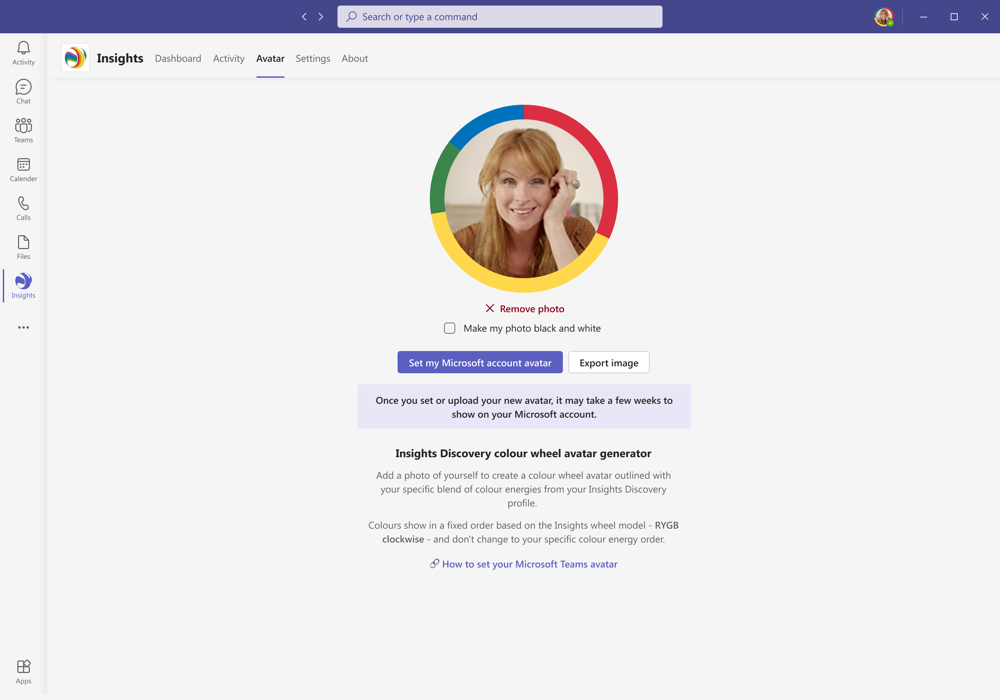 Search or type a command
Activity
Chat
Teams
Calender
Calls
Files
Insights
Apps
Insights Dashboard Activity Avatar Settings About
Remove photo
Make my photo black and white
Set my Microsoft account avatar
Export image
Once you set or upload your new avatar, it may take a few weeks to
show on your Microsoft account.
Insights Discovery colour wheel avatar generator
Add a photo of yourself to create a colour wheel avatar outlined with
your specific blend of colour energies from your Insights Discovery
profile.
Colours show in a fixed order based on the Insights wheel model - RYGB
clockwise - and don't change to your specific colour energy order.
How to set your Microsoft Teams avatar